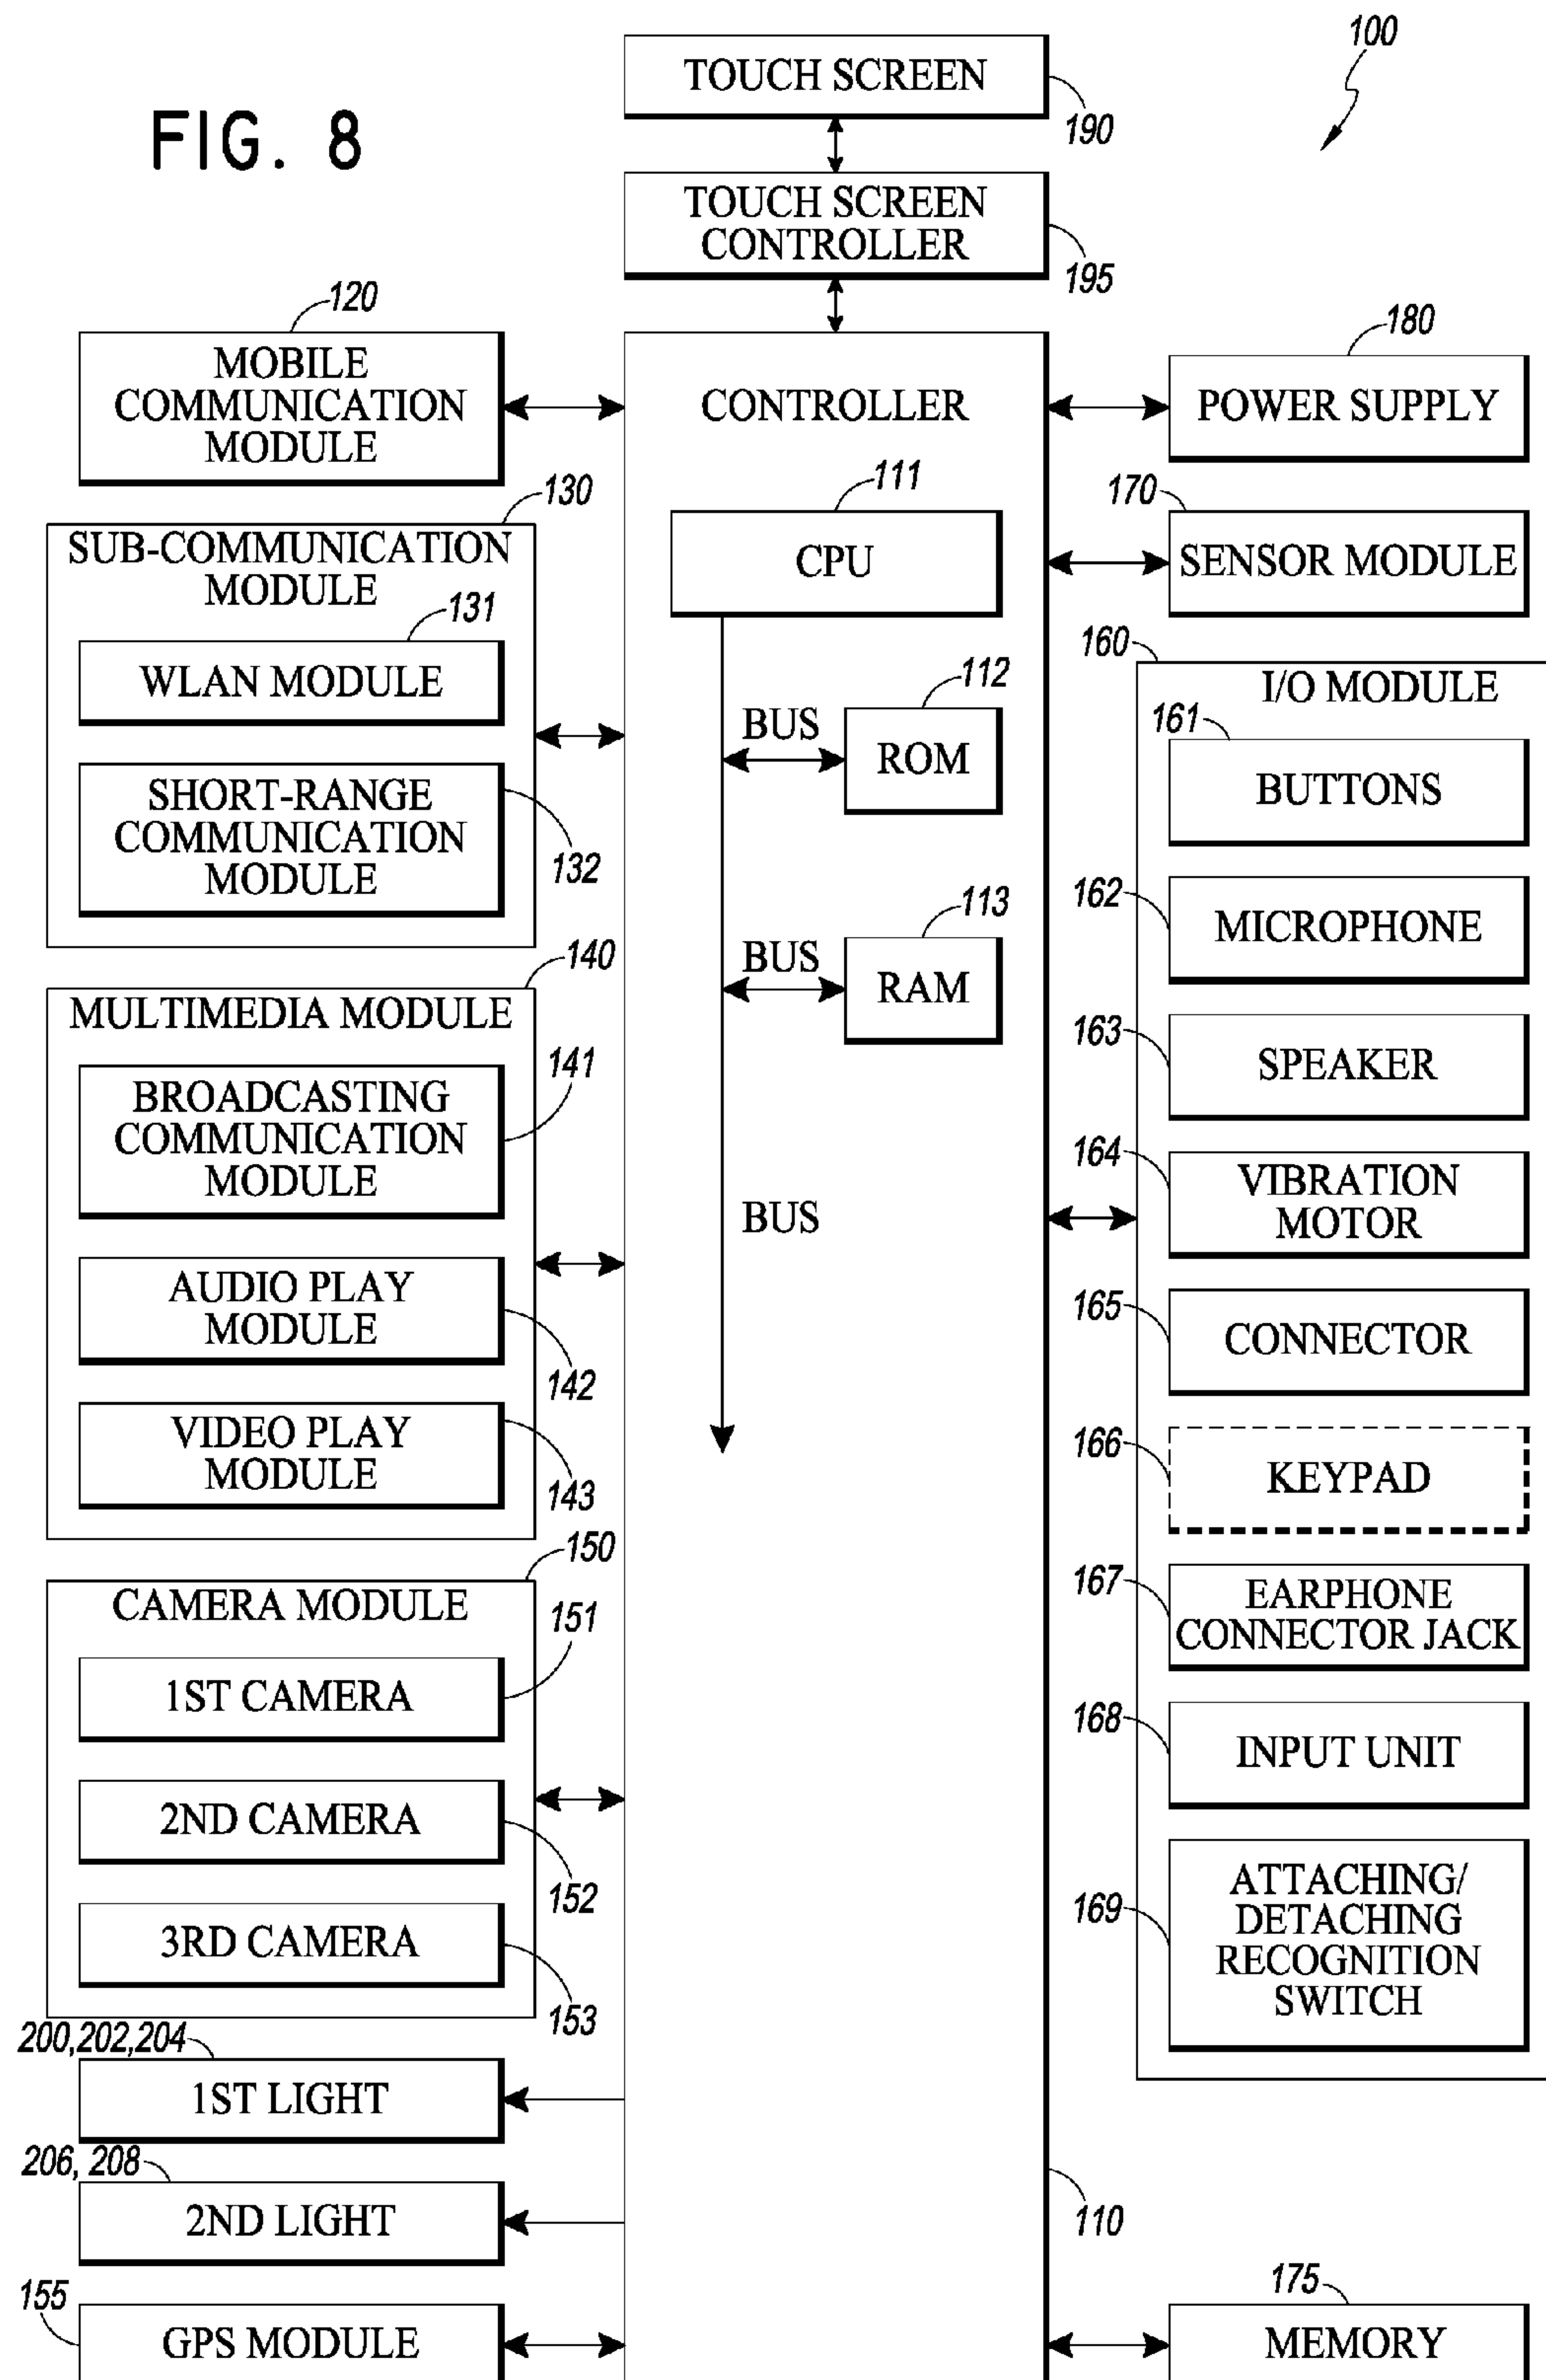 FIG. 8
100
TOUCH SCREEN
190
TOUCH SCREEN
CONTROLLER
195
120
MOBILE
COMMUNICATION
MODULE
130
SUB-COMMUNICATION
MODULE
131
WLAN MODULE
SHORT-RANGE
COMMUNICATION
MODULE
132
140
MULTIMEDIA MODULE
141
BROADCASTING
COMMUNICATION
MODULE
AUDIO PLAY
MODULE
142
VIDEO PLAY
MODULE
143
150
CAMERA MODULE
151
1ST CAMERA
2ND CAMERA
152
3RD CAMERA
153
200,202,204
1ST LIGHT
206, 208
2ND LIGHT
155
GPS MODULE
CONTROLLER
111
CPU
112
BUS
ROM
113
BUS
RAM
BUS
110
180
POWER SUPPLY
170
SENSOR MODULE
160
I/O MODULE
161
BUTTONS
162
MICROPHONE
163
SPEAKER
164
VIBRATION
MOTOR
165
CONNECTOR
166
KEYPAD
167
EARPHONE
CONNECTOR JACK
168
INPUT UNIT
169
ATTACHING/
DETACHING
RECOGNITION
SWITCH
175
MEMORY